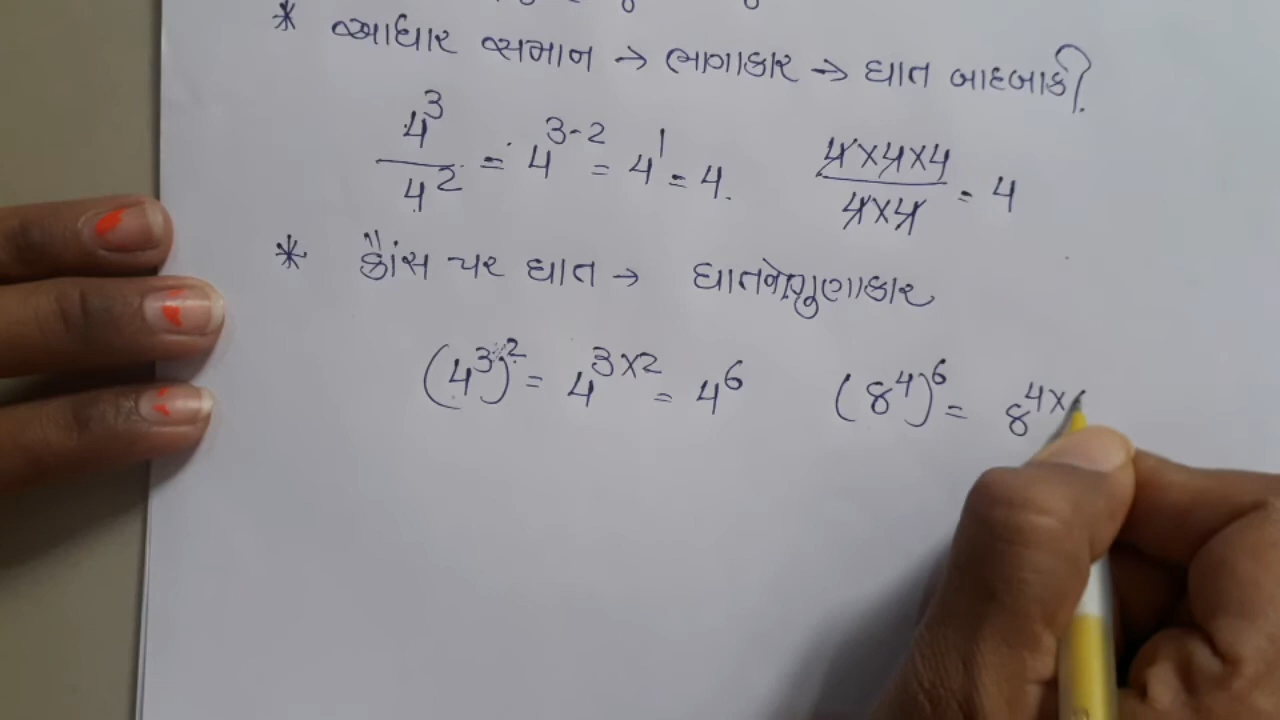 * આધાર સમાન → ભાગાકાર → ઘાત બાદબાકી.
4³/4² = 4³⁻² = 4¹ = 4. 4×4×4/4×4 = 4
* કૌંસ પર ઘાત → ઘાતનો ગુણાકાર
(4³)² = 4³ˣ² = 4⁶ (8⁴)⁶ = 8⁴ˣ